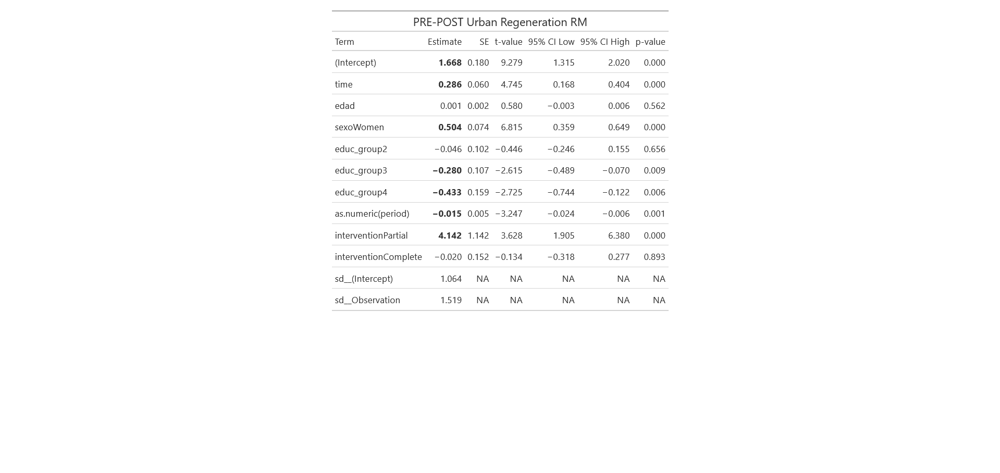 PRE-POST Urban Regeneration RM
Term Estimate SE t-value 95% CI Low 95% CI High p-value
(Intercept) 1.668 0.180 9.279 1.315 2.020 0.000
time 0.286 0.060 4.745 0.168 0.404 0.000
edad 0.001 0.002 0.580 −0.003 0.006 0.562
sexoWomen 0.504 0.074 6.815 0.359 0.649 0.000
educ_group2 −0.046 0.102 −0.446 −0.246 0.155 0.656
educ_group3 −0.280 0.107 −2.615 −0.489 −0.070 0.009
educ_group4 −0.433 0.159 −2.725 −0.744 −0.122 0.006
as.numeric(period) −0.015 0.005 −3.247 −0.024 −0.006 0.001
interventionPartial 4.142 1.142 3.628 1.905 6.380 0.000
interventionComplete −0.020 0.152 −0.134 −0.318 0.277 0.893
sd__(Intercept) 1.064 NA NA NA NA NA
sd__Observation 1.519 NA NA NA NA NA